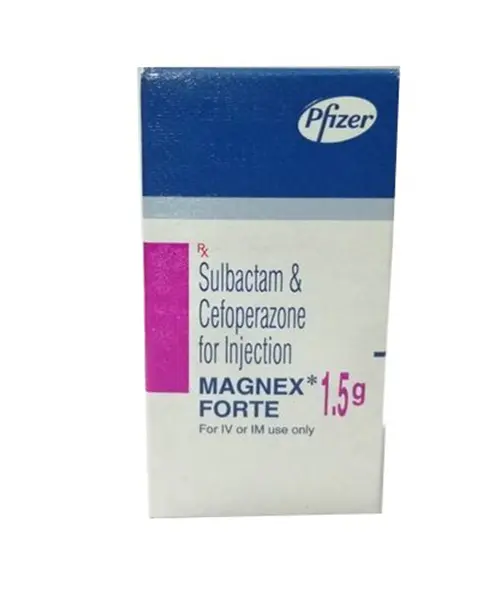 Pfizer
Rx
Sulbactam &
Cefoperazone
for Injection
MAGNEX* 1.5g
FORTE
For IV or IM use only